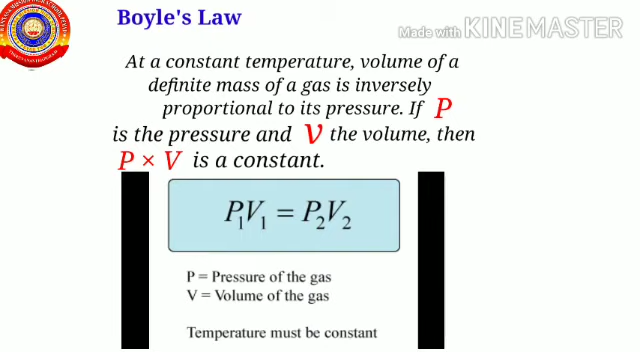 Boyle's Law
Made with KINEMASTER
At a constant temperature, volume of a
definite mass of a gas is inversely
proportional to its pressure. If P
is the pressure and V the volume, then
P × V is a constant.
P₁V₁ = P₂V₂
P = Pressure of the gas
V = Volume of the gas
Temperature must be constant